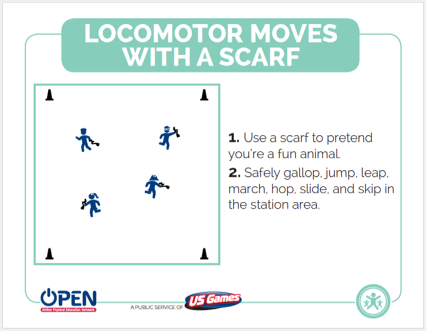 LOCOMOTOR MOVES
WITH A SCARF
1. Use a scarf to pretend
you're a fun animal.
2. Safely gallop, jump, leap,
march, hop, slide, and skip in
the station area.
OPEN
Online Physical Education Network
A PUBLIC SERVICE OF
US Games